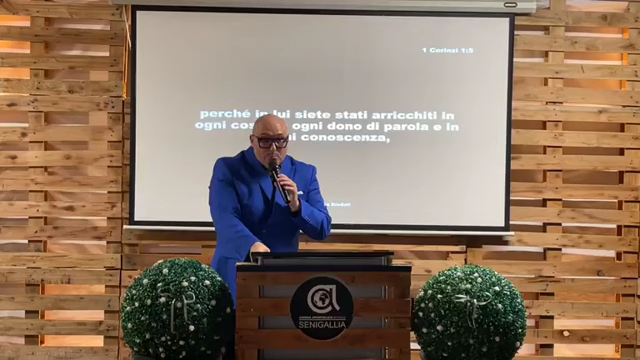 1 Corinzi 1:5
perché in lui siete stati arricchiti in
ogni ogni dono di parola e in
conoscenza,
SENIGALLIA